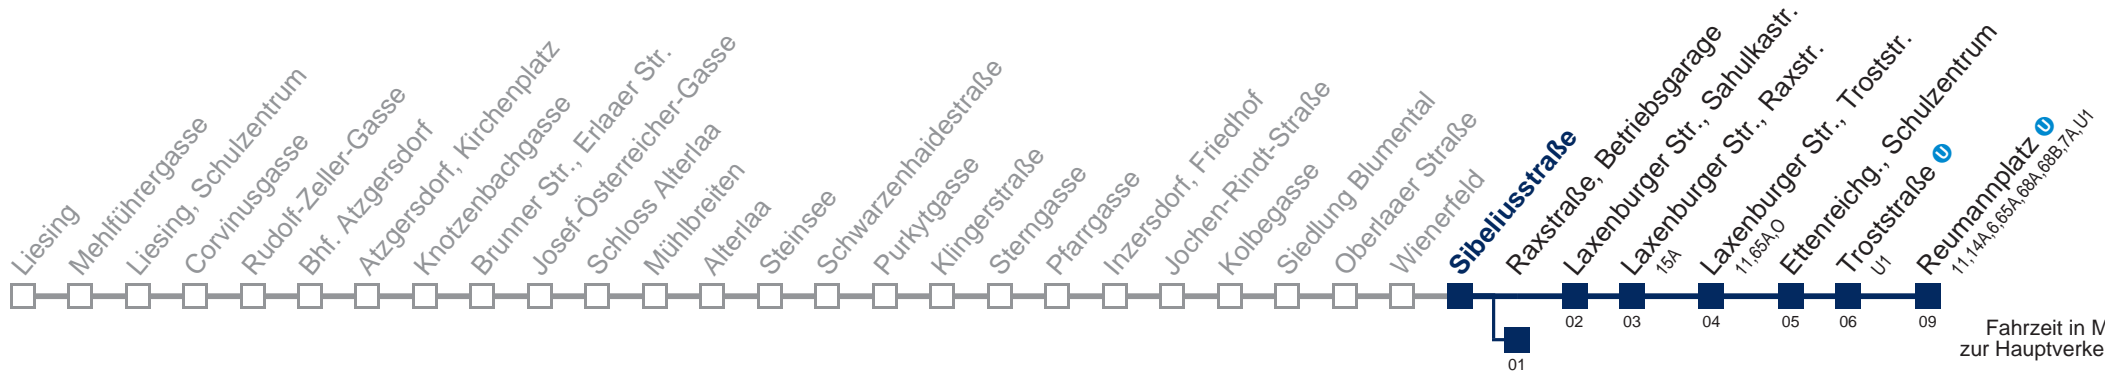 Liesing
Mehlführergasse
Liesing, Schulzentrum
Corvinusgasse
Rudolf-Zeller-Gasse
Bhf. Atzgersdorf
Atzgersdorf, Kirchenplatz
Knotzenbachgasse
Brunner Str., Erlaaer Str.
Josef-Österreicher-Gasse
Schloss Alterlaa
Mühlbreiten
Alterlaa
Steinsee
Schwarzenhaidestraße
Purkytgasse
Klingerstraße
Sterngasse
Pfarrgasse
Inzersdorf, Friedhof
Jochen-Rindt-Straße
Kolbegasse
Siedlung Blumental
Oberlaaer Straße
Wienerfeld
Sibeliusstraße
Raxstraße, Betriebsgarage
Laxenburger Str., Sahulkastr.
Laxenburger Str., Raxstr.
15A
Laxenburger Str., Troststr.
11,65A,O
Ettenreichg., Schulzentrum
Troststraße U
U1
Reumannplatz U
11,14A,6,65A,68A,68B,7A,U1
02 03 04 05 06 09
01
Fahrzeit in M
zur Hauptverke